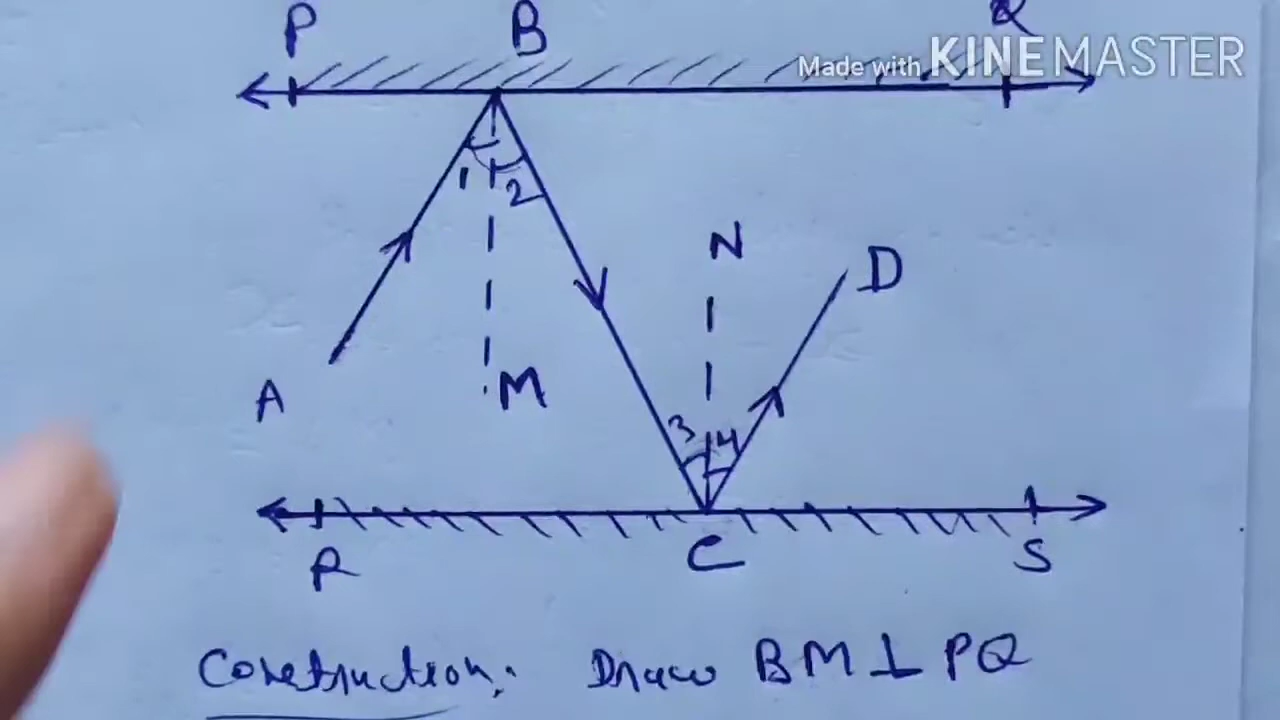 P B Q
Made with KINEMASTER
1 2
N
D
A M
3 4
R C S
Construction: Draw BM ⊥ PQ